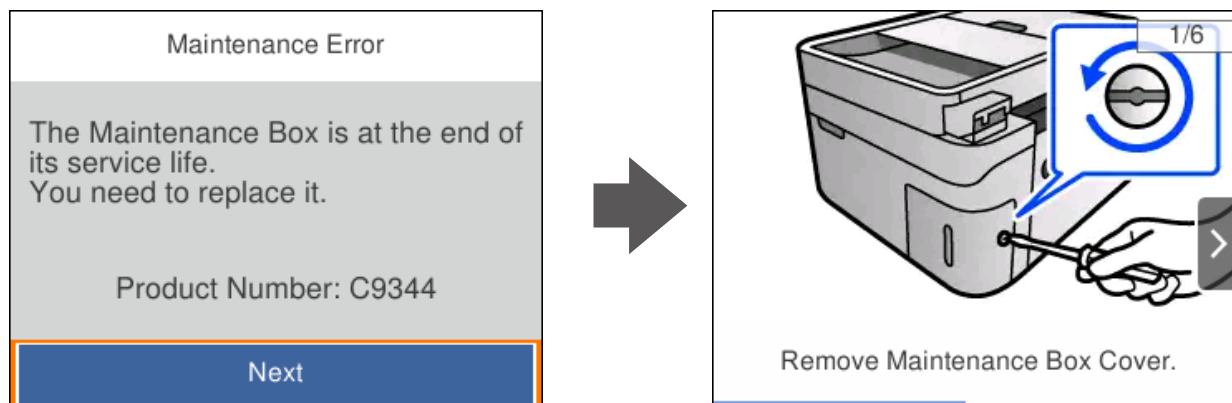 Maintenance Error
The Maintenance Box is at the end of
its service life.
You need to replace it.
Product Number: C9344
Next
1/6
Remove Maintenance Box Cover.